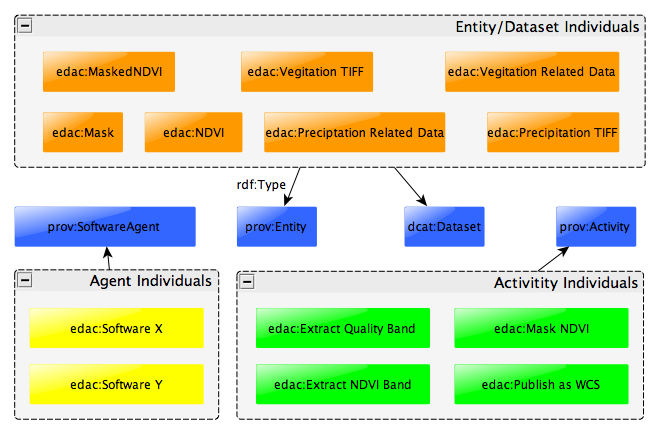 Entity/Dataset Individuals
edac:MaskedNDVI
edac:Vegitation TIFF
edac:Vegitation Related Data
edac:Mask
edac:NDVI
edac:Preciptation Related Data
edac:Precipitation TIFF
rdf:Type
prov:SoftwareAgent
prov:Entity
dcat:Dataset
prov:Activity
Agent Individuals
edac:Software X
edac:Software Y
Activitity Individuals
edac:Extract Quality Band
edac:Mask NDVI
edac:Extract NDVI Band
edac:Publish as WCS